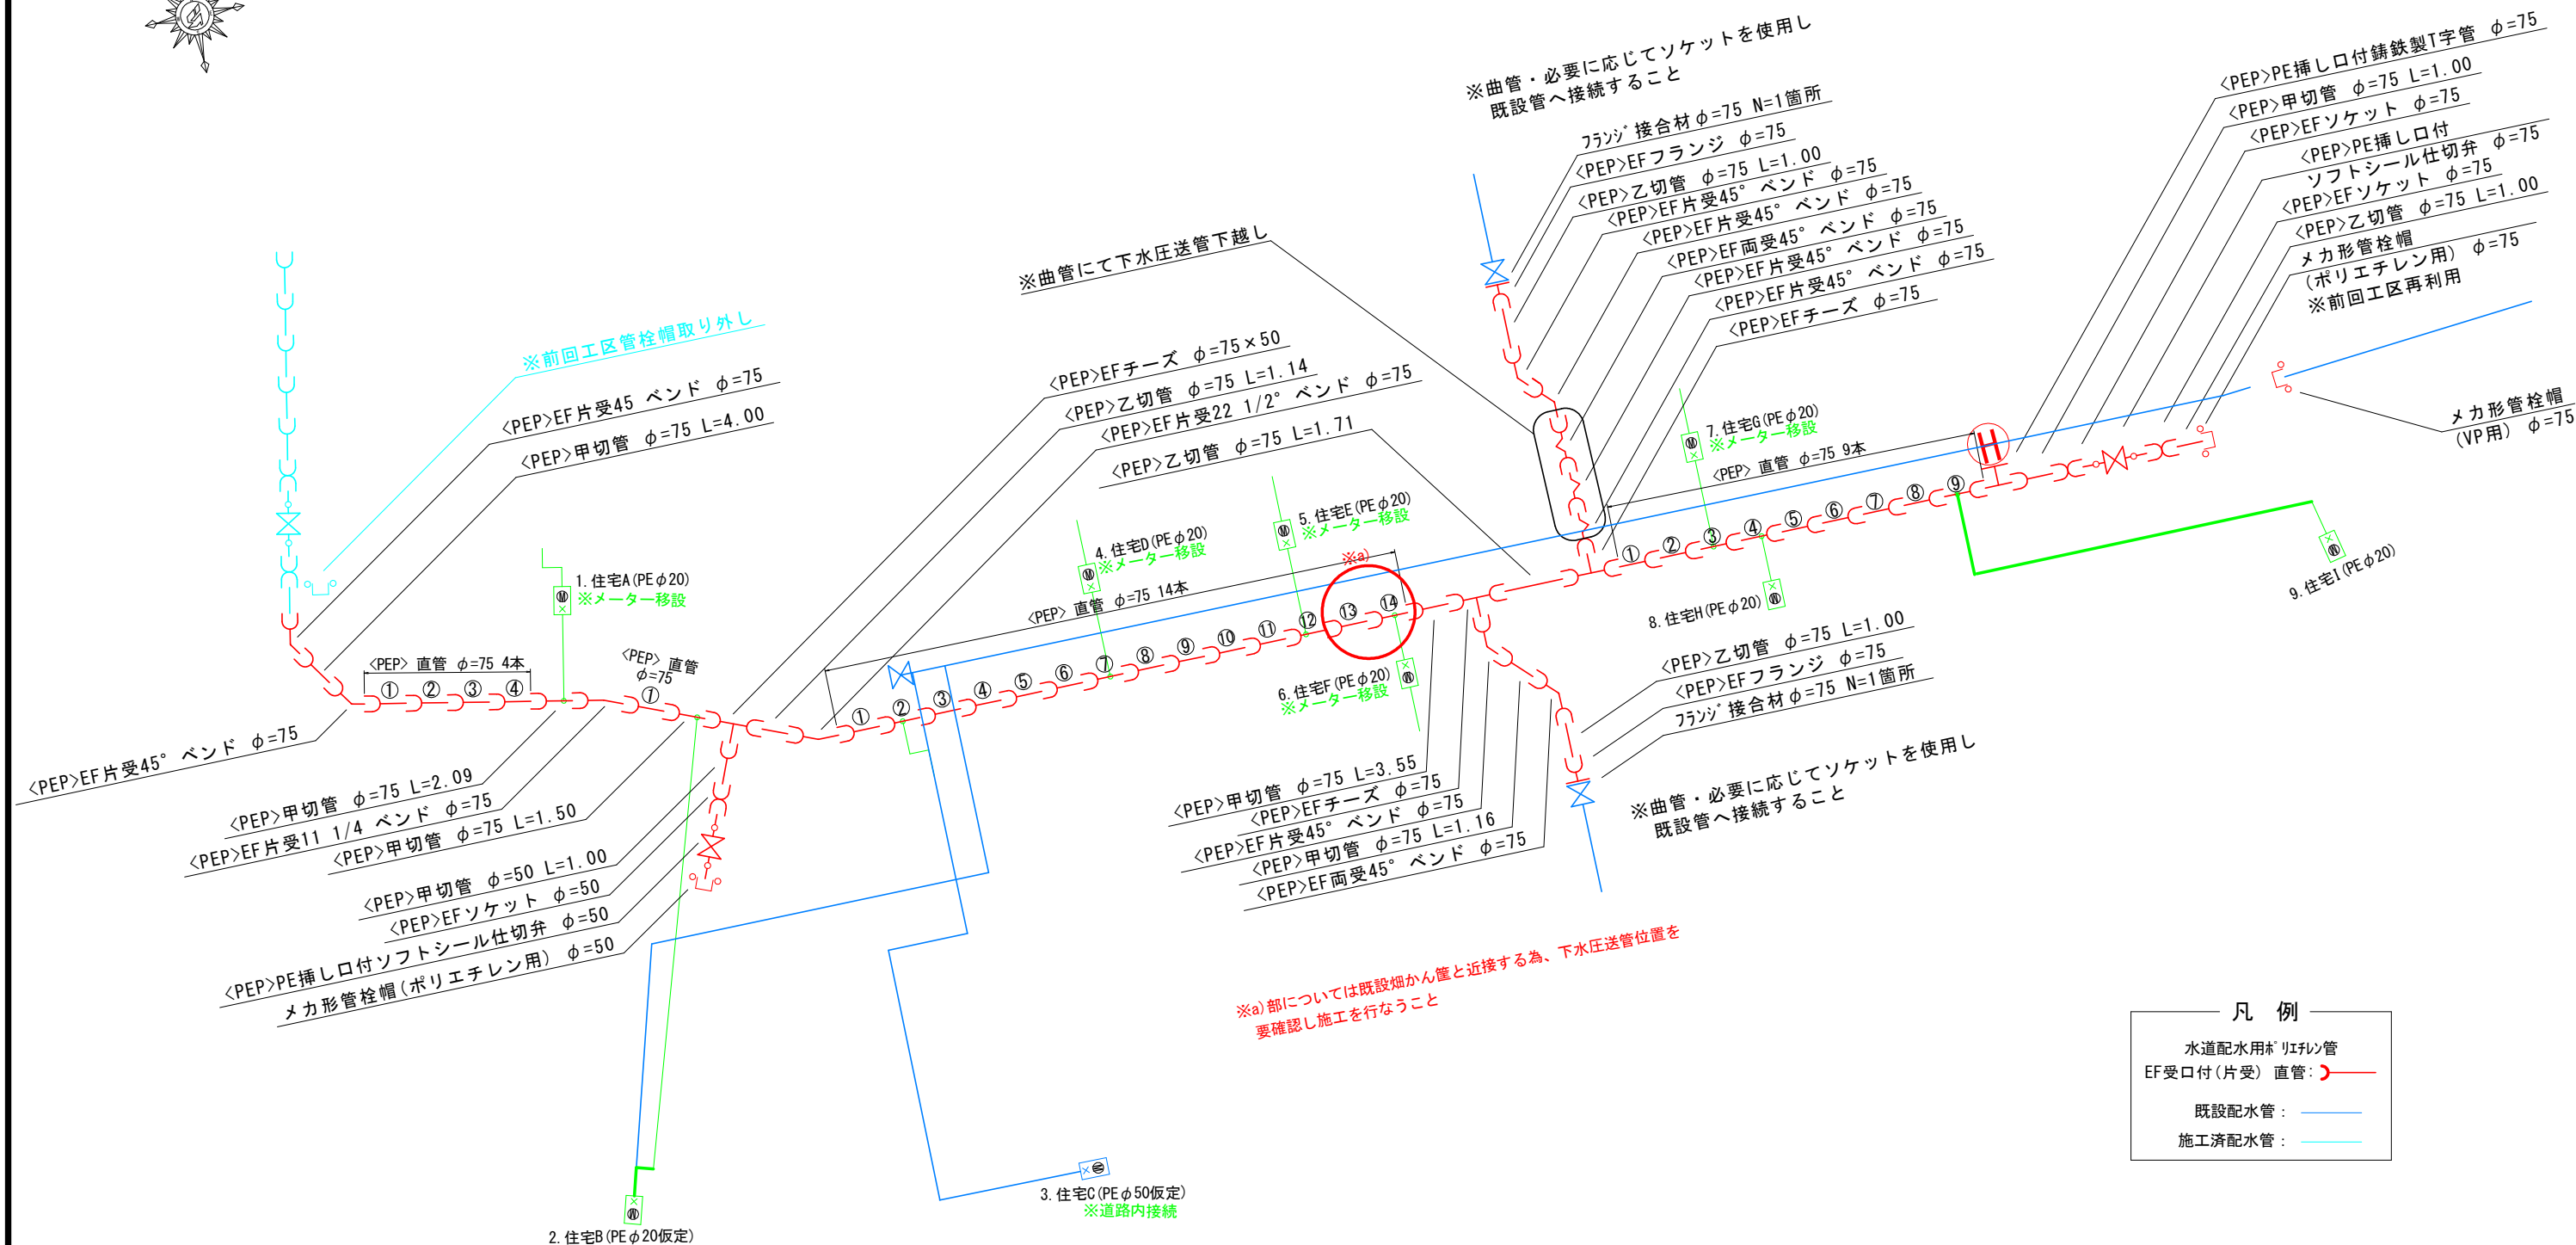 ※曲管・必要に応じてソケットを使用し
既設管へ接続すること
フランジ接合材φ=75 N=1箇所
<PEP>EFフランジ φ=75
<PEP>乙切管 φ=75 L=1.00
<PEP>EF片受45° ベンド φ=75
<PEP>EF片受45° ベンド φ=75
<PEP>EF両受45° ベンド φ=75
<PEP>EF片受45° ベンド φ=75
<PEP>EF片受45° ベンド φ=75
<PEP>EFチーズ φ=75
<PEP>PE挿し口付鋳鉄製T字管 φ=75
<PEP>甲切管 φ=75 L=1.00
<PEP>EFソケット φ=75
<PEP>PE挿し口付
ソフトシール仕切弁 φ=75
<PEP>EFソケット φ=75
<PEP>乙切管 φ=75 L=1.00
メカ形管栓帽
(ポリエチレン用) φ=75
※前回工区再利用
メカ形管栓帽
(VP用) φ=75
※曲管にて下水圧送管下越し
※前回工区管栓帽取り外し
<PEP>EF片受45 ベンド φ=75
<PEP>甲切管 φ=75 L=4.00
<PEP>EFチーズ φ=75×50
<PEP>乙切管 φ=75 L=1.14
<PEP>EF片受22 1/2° ベンド φ=75
<PEP>乙切管 φ=75 L=1.71
7.住宅G(PEφ20)
※メーター移設
<PEP> 直管 φ=75 9本
H
① ② ③ ④ ⑤ ⑥ ⑦ ⑧ ⑨
5.住宅E(PEφ20)
※メーター移設
4.住宅D(PEφ20)
※メーター移設
※a)
<PEP> 直管 φ=75 14本
1.住宅A(PEφ20)
※メーター移設
<PEP> 直管 φ=75 4本
① ② ③ ④
<PEP> 直管
φ=75
①
① ② ③ ④ ⑤ ⑥ ⑦ ⑧ ⑨ ⑩ ⑪ ⑫ ⑬ ⑭
8.住宅H(PEφ20)
9.住宅I(PEφ20)
6.住宅F(PEφ20)
※メーター移設
<PEP>EF片受45° ベンド φ=75
<PEP>甲切管 φ=75 L=2.09
<PEP>EF片受11 1/4 ベンド φ=75
<PEP>甲切管 φ=75 L=1.50
<PEP>甲切管 φ=50 L=1.00
<PEP>EFソケット φ=50
<PEP>PE挿し口付ソフトシール仕切弁 φ=50
メカ形管栓帽(ポリエチレン用) φ=50
<PEP>甲切管 φ=75 L=3.55
<PEP>EFチーズ φ=75
<PEP>EF片受45° ベンド φ=75
<PEP>甲切管 φ=75 L=1.16
<PEP>EF両受45° ベンド φ=75
<PEP>乙切管 φ=75 L=1.00
<PEP>EFフランジ φ=75
フランジ接合材φ=75 N=1箇所
※曲管・必要に応じてソケットを使用し
既設管へ接続すること
※a)部については既設畑かん筐と近接する為、下水圧送管位置を
要確認し施工を行なうこと
3.住宅C(PEφ50仮定)
※道路内接続
2.住宅B(PEφ20仮定)
凡 例
水道配水用ポリエチレン管
EF受口付(片受) 直管:
既設配水管:
施工済配水管: